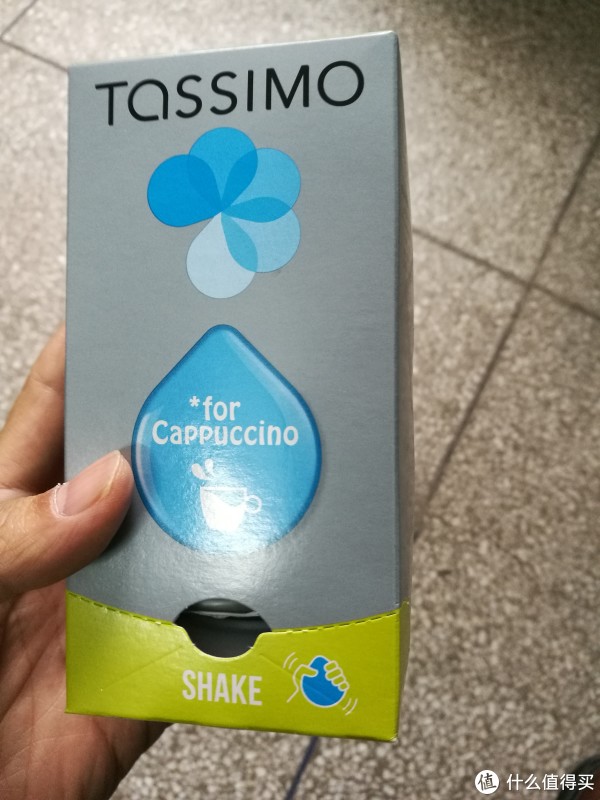 TASSIMO
*for
Cappuccino
SHAKE
值 什么值得买